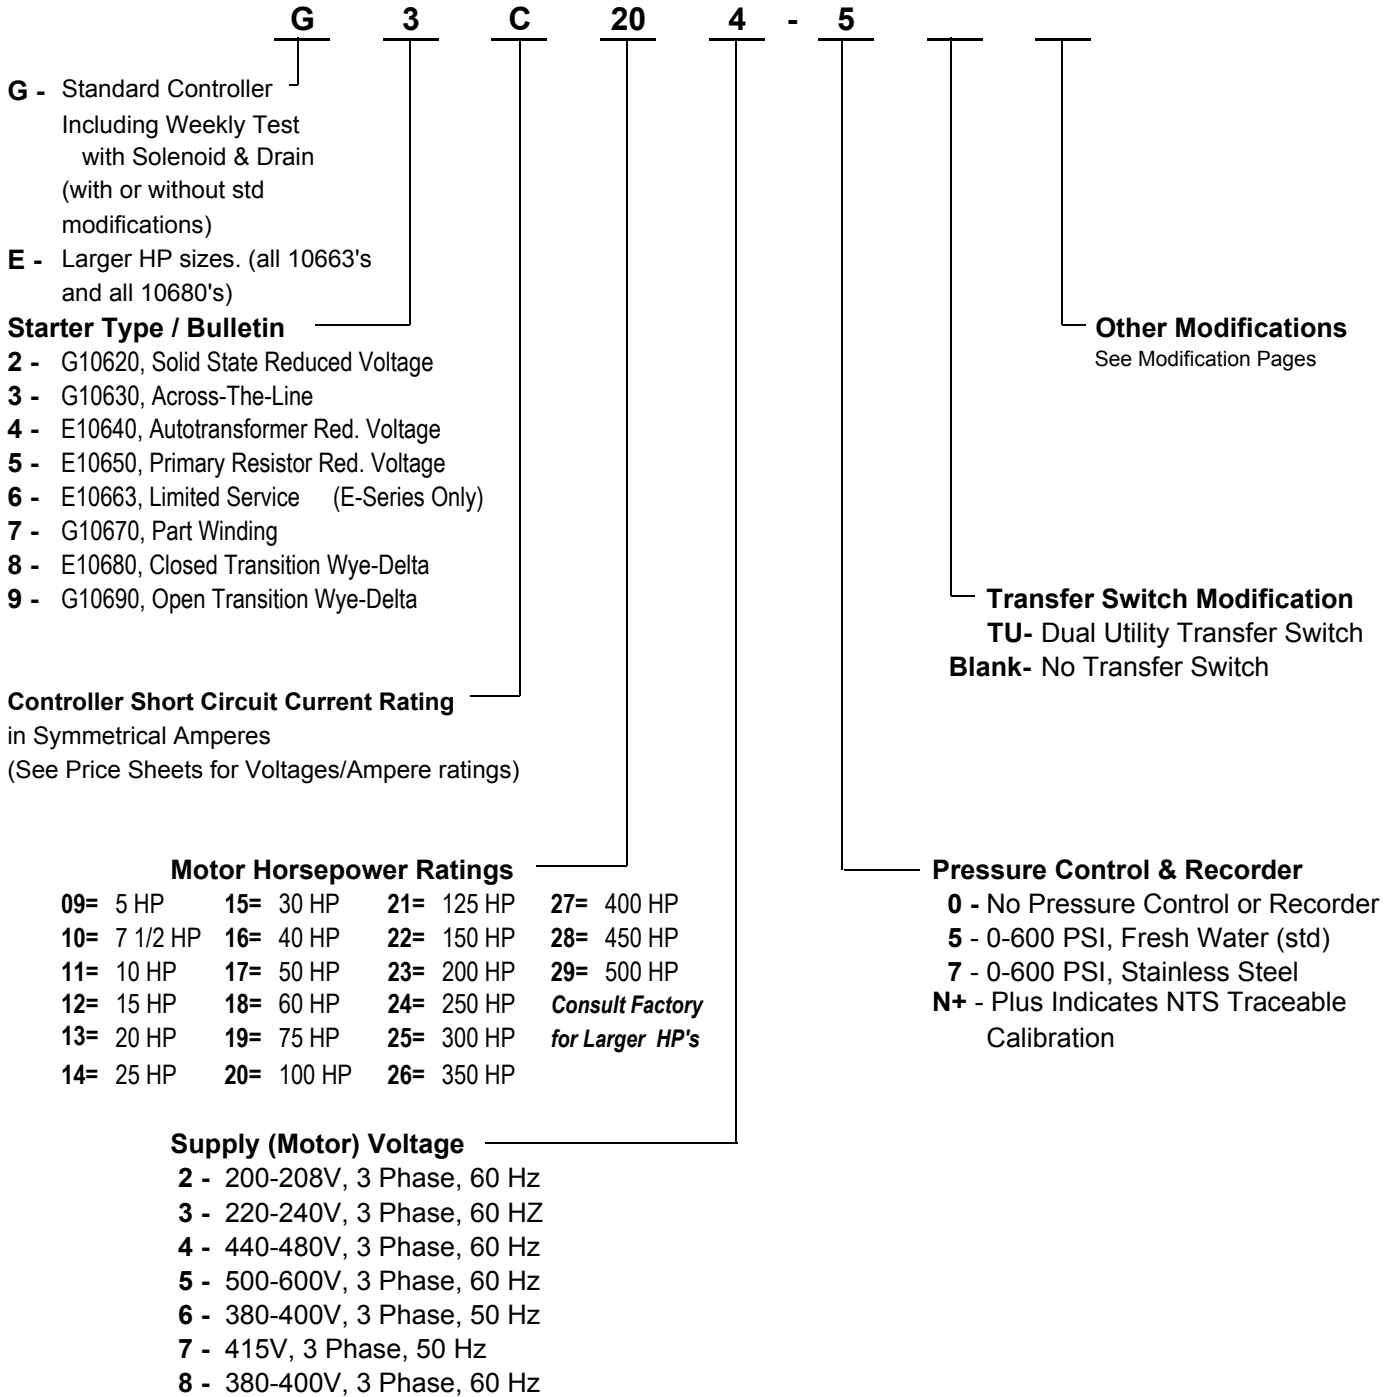 G 3 C 20 4 - 5
G - Standard Controller
Including Weekly Test
with Solenoid & Drain
(with or without std
modifications)
E - Larger HP sizes. (all 10663's
and all 10680's)
Starter Type / Bulletin
2 - G10620, Solid State Reduced Voltage
3 - G10630, Across-The-Line
4 - E10640, Autotransformer Red. Voltage
5 - E10650, Primary Resistor Red. Voltage
6 - E10663, Limited Service (E-Series Only)
7 - G10670, Part Winding
8 - E10680, Closed Transition Wye-Delta
9 - G10690, Open Transition Wye-Delta
Other Modifications
See Modification Pages
Transfer Switch Modification
TU- Dual Utility Transfer Switch
Blank- No Transfer Switch
Controller Short Circuit Current Rating
in Symmetrical Amperes
(See Price Sheets for Voltages/Ampere ratings)
Motor Horsepower Ratings
09= 5 HP 15= 30 HP 21= 125 HP 27= 400 HP
10= 7 1/2 HP 16= 40 HP 22= 150 HP 28= 450 HP
11= 10 HP 17= 50 HP 23= 200 HP 29= 500 HP
12= 15 HP 18= 60 HP 24= 250 HP Consult Factory
13= 20 HP 19= 75 HP 25= 300 HP for Larger HP's
14= 25 HP 20= 100 HP 26= 350 HP
Pressure Control & Recorder
0 - No Pressure Control or Recorder
5 - 0-600 PSI, Fresh Water (std)
7 - 0-600 PSI, Stainless Steel
N+ - Plus Indicates NTS Traceable
Calibration
Supply (Motor) Voltage
2 - 200-208V, 3 Phase, 60 Hz
3 - 220-240V, 3 Phase, 60 HZ
4 - 440-480V, 3 Phase, 60 Hz
5 - 500-600V, 3 Phase, 60 Hz
6 - 380-400V, 3 Phase, 50 Hz
7 - 415V, 3 Phase, 50 Hz
8 - 380-400V, 3 Phase, 60 Hz